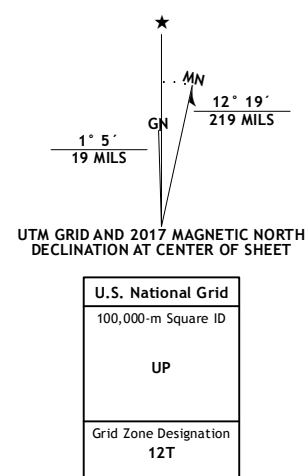 ★
MN
GN
12° 19´
219 MILS
1° 5´
19 MILS
UTM GRID AND 2017 MAGNETIC NORTH
DECLINATION AT CENTER OF SHEET
U.S. National Grid
100,000-m Square ID
UP
Grid Zone Designation
12T